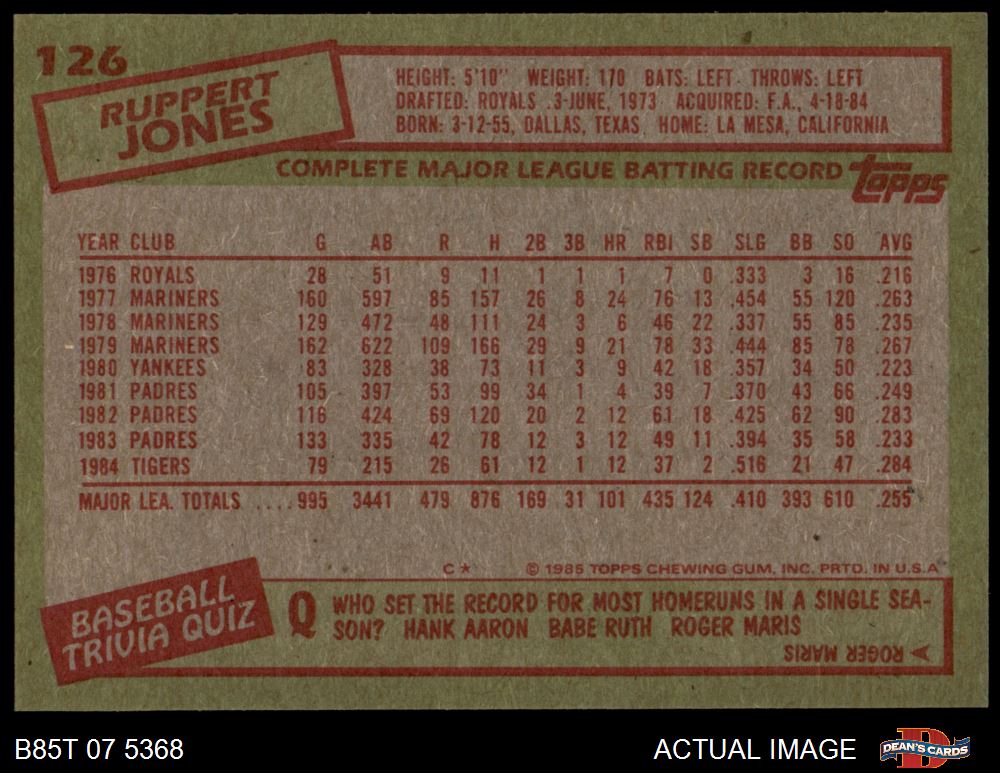 126
RUPPERT
JONES
HEIGHT: 5'10" WEIGHT: 170 BATS: LEFT THROWS: LEFT
DRAFTED: ROYALS .3-JUNE, 1973 ACQUIRED: F.A., 4-18-84
BORN: 3-12-55, DALLAS, TEXAS HOME: LA MESA, CALIFORNIA
COMPLETE MAJOR LEAGUE BATTING RECORD topps
YEAR CLUB G AB R H 2B 3B HR RBI SB SLG BB SO AVG
1976 ROYALS 28 51 9 11 1 1 1 7 0 .333 3 16 .216
1977 MARINERS 160 597 85 157 26 8 24 76 13 .454 55 120 .263
1978 MARINERS 129 472 48 111 24 3 6 46 22 .337 55 85 .235
1979 MARINERS 162 622 109 166 29 9 21 78 33 .444 85 78 .267
1980 YANKEES 83 328 38 73 11 3 9 42 18 .357 34 50 .223
1981 PADRES 105 397 53 99 34 1 4 39 7 .370 43 66 .249
1982 PADRES 116 424 69 120 20 2 12 61 18 .425 62 90 .283
1983 PADRES 133 335 42 78 12 3 12 49 11 .394 35 58 .233
1984 TIGERS 79 215 26 61 12 1 12 37 2 .516 21 47 .284
MAJOR LEA. TOTALS ....995 3441 479 876 169 31 101 435 124 .410 393 610 .255
C★ © 1985 TOPPS CHEWING GUM, INC. PRTD. IN U.S.A
BASEBALL
TRIVIA QUIZ
Q WHO SET THE RECORD FOR MOST HOMERUNS IN A SINGLE SEA-
SON? HANK AARON BABE RUTH ROGER MARIS
ROGER MARIS
B85T 07 5368 ACTUAL IMAGE DEAN'S CARDS